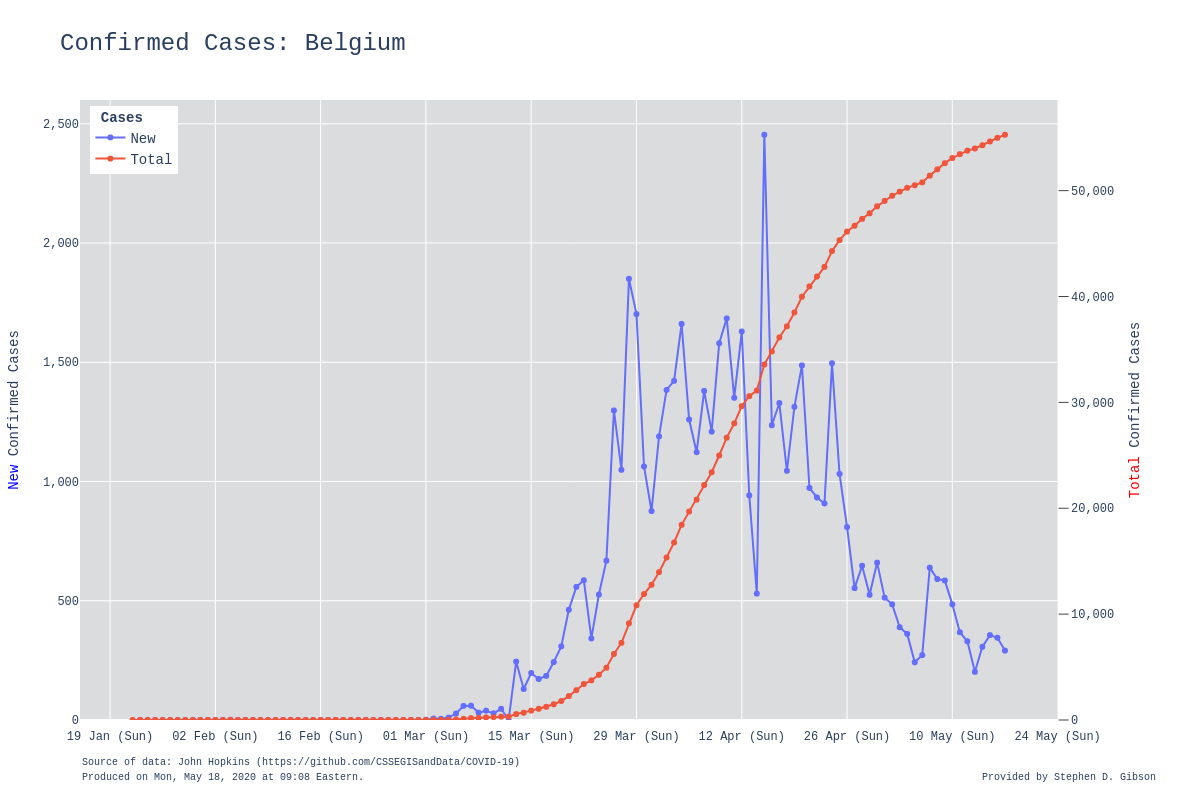 Confirmed Cases: Belgium
Cases
New
Total
2,500
2,000
1,500
1,000
500
0
New Confirmed Cases
50,000
40,000
30,000
20,000
10,000
0
Total Confirmed Cases
19 Jan (Sun) 02 Feb (Sun) 16 Feb (Sun) 01 Mar (Sun) 15 Mar (Sun) 29 Mar (Sun) 12 Apr (Sun) 26 Apr (Sun) 10 May (Sun) 24 May (Sun)
Source of data: John Hopkins (https://github.com/CSSEGISandData/COVID-19)
Produced on Mon, May 18, 2020 at 09:08 Eastern.
Provided by Stephen D. Gibson